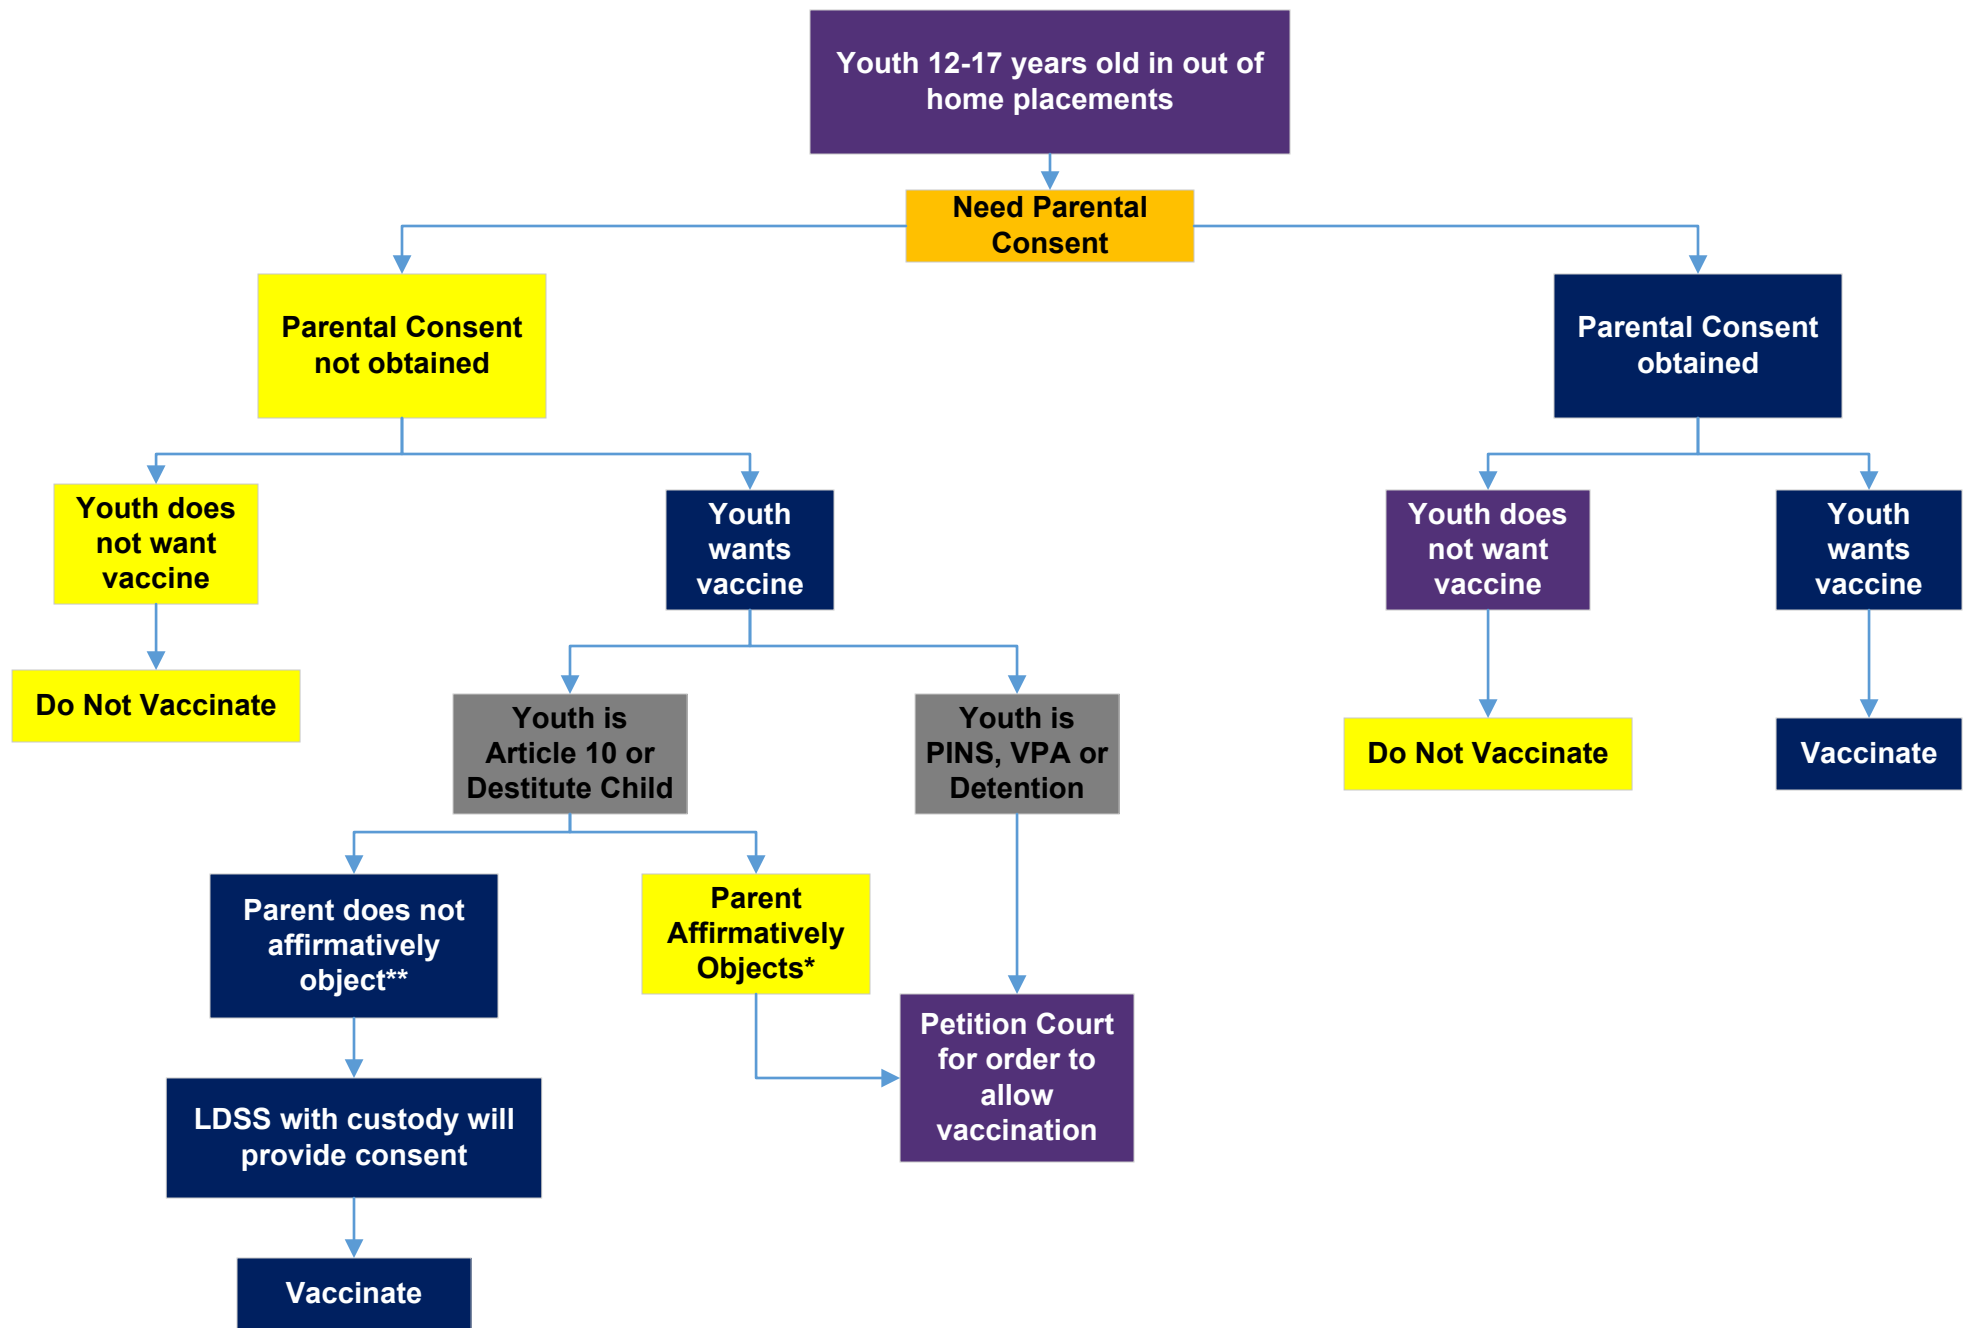 Youth 12-17 years old in out of
home placements
Need Parental
Consent
Parental Consent
not obtained
Parental Consent
obtained
Youth does
not want
vaccine
Youth
wants
vaccine
Youth does
not want
vaccine
Youth
wants
vaccine
Do Not Vaccinate
Youth is
Article 10 or
Destitute Child
Youth is
PINS, VPA or
Detention
Do Not Vaccinate
Vaccinate
Parent does not
affirmatively
object**
Parent
Affirmatively
Objects*
Petition Court
for order to
allow
vaccination
LDSS with custody will
provide consent
Vaccinate